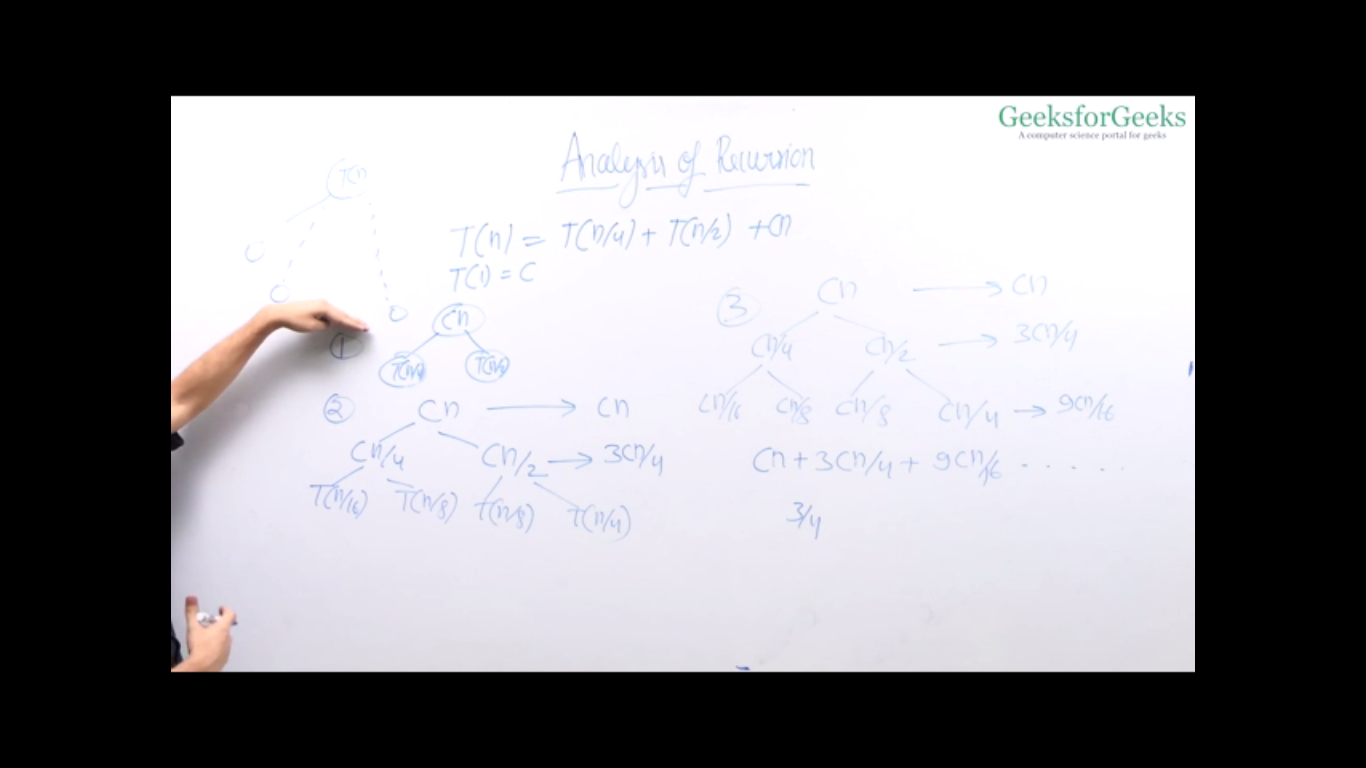 GeeksforGeeks
A computer science portal for geeks
Analysis of Recursion
T(n)
T(n) = T(n/4) + T(n/2) + Cn
T(1) = C
1
Cn
T(n/4)
2
Cn → Cn
Cn/4 Cn/2 → 3Cn/4
T(n/16) T(n/8) T(n/8) T(n/4)
3
Cn → Cn
Cn/4 Cn/2 → 3Cn/4
Cn/16 Cn/8 Cn/8 Cn/4 → 9Cn/16
Cn + 3Cn/4 + 9Cn/16 . . . . .
3/4